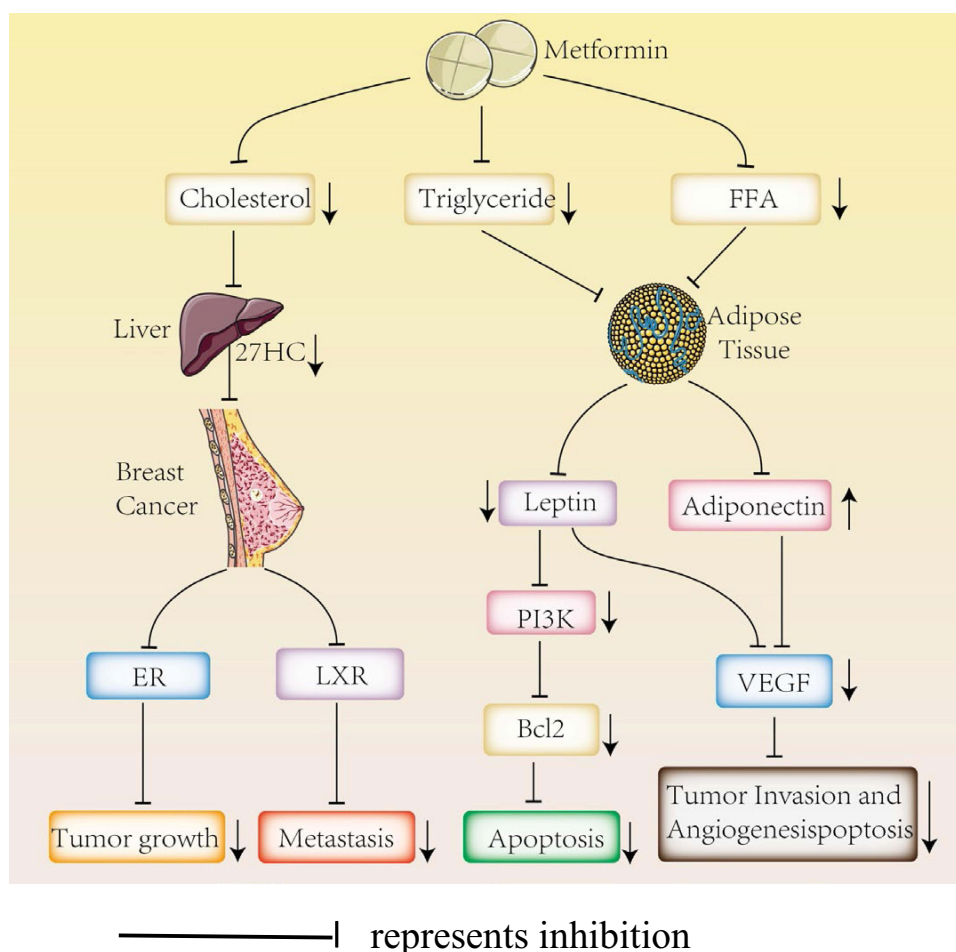 Metformin
Cholesterol
Triglyceride
FFA
Liver
27HC
Adipose
Tissue
Breast
Cancer
Leptin
Adiponectin
PI3K
ER
LXR
VEGF
Bcl2
Tumor growth
Metastasis
Apoptosis
Tumor Invasion and
Angiogenesispoptosis
represents inhibition